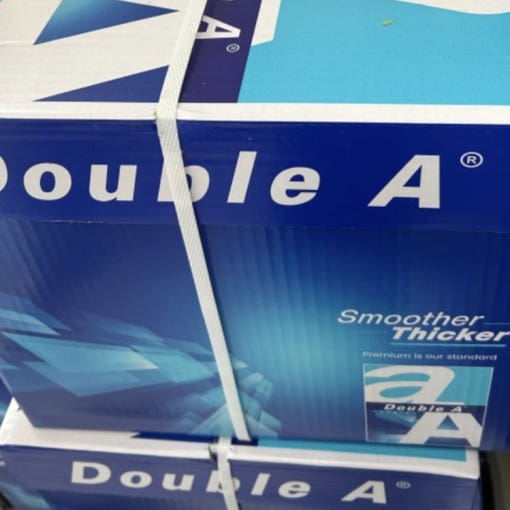 A®
Double A®
Smoother
Thicker
Premium is our standard
a
Double A
A
Double A®